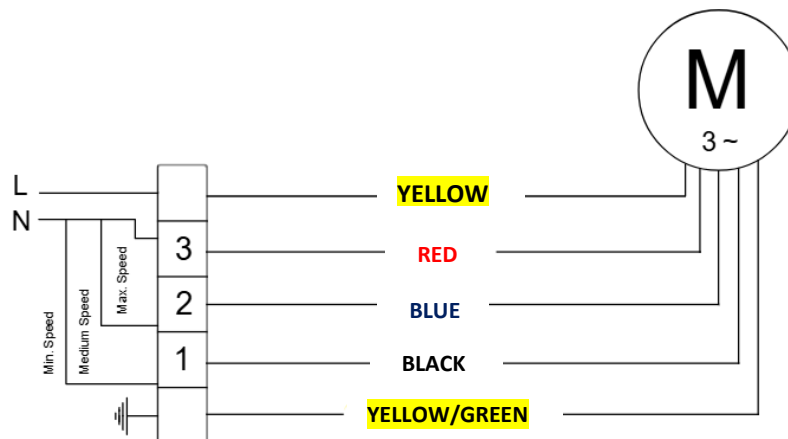 M
3 ~
L
N
YELLOW
3
RED
2
BLUE
1
BLACK
YELLOW/GREEN
Min. Speed
Medium Speed
Max. Speed